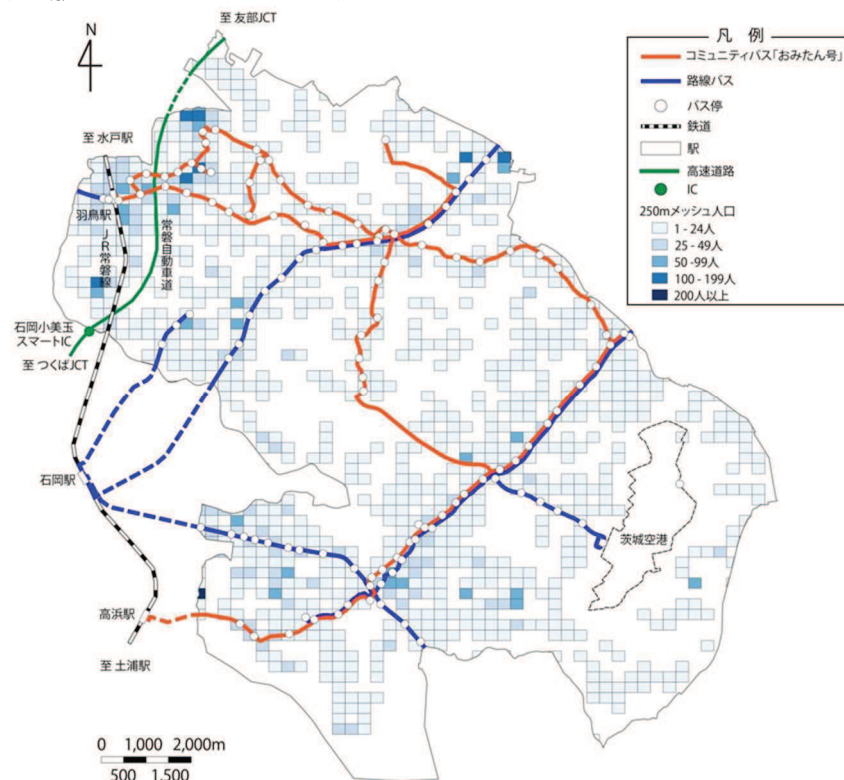 至 友部JCT
N
至 水戸駅
羽鳥駅
JR常磐線
常磐自動車道
石岡小美玉
スマートIC
至 つくばJCT
石岡駅
高浜駅
至 土浦駅
茨城空港
0 1,000 2,000m
500 1,500
凡 例
コミュニティバス「おみたん号」
路線バス
バス停
鉄道
駅
高速道路
IC
250mメッシュ人口
1 - 24人
25 - 49人
50 -99人
100 - 199人
200人以上